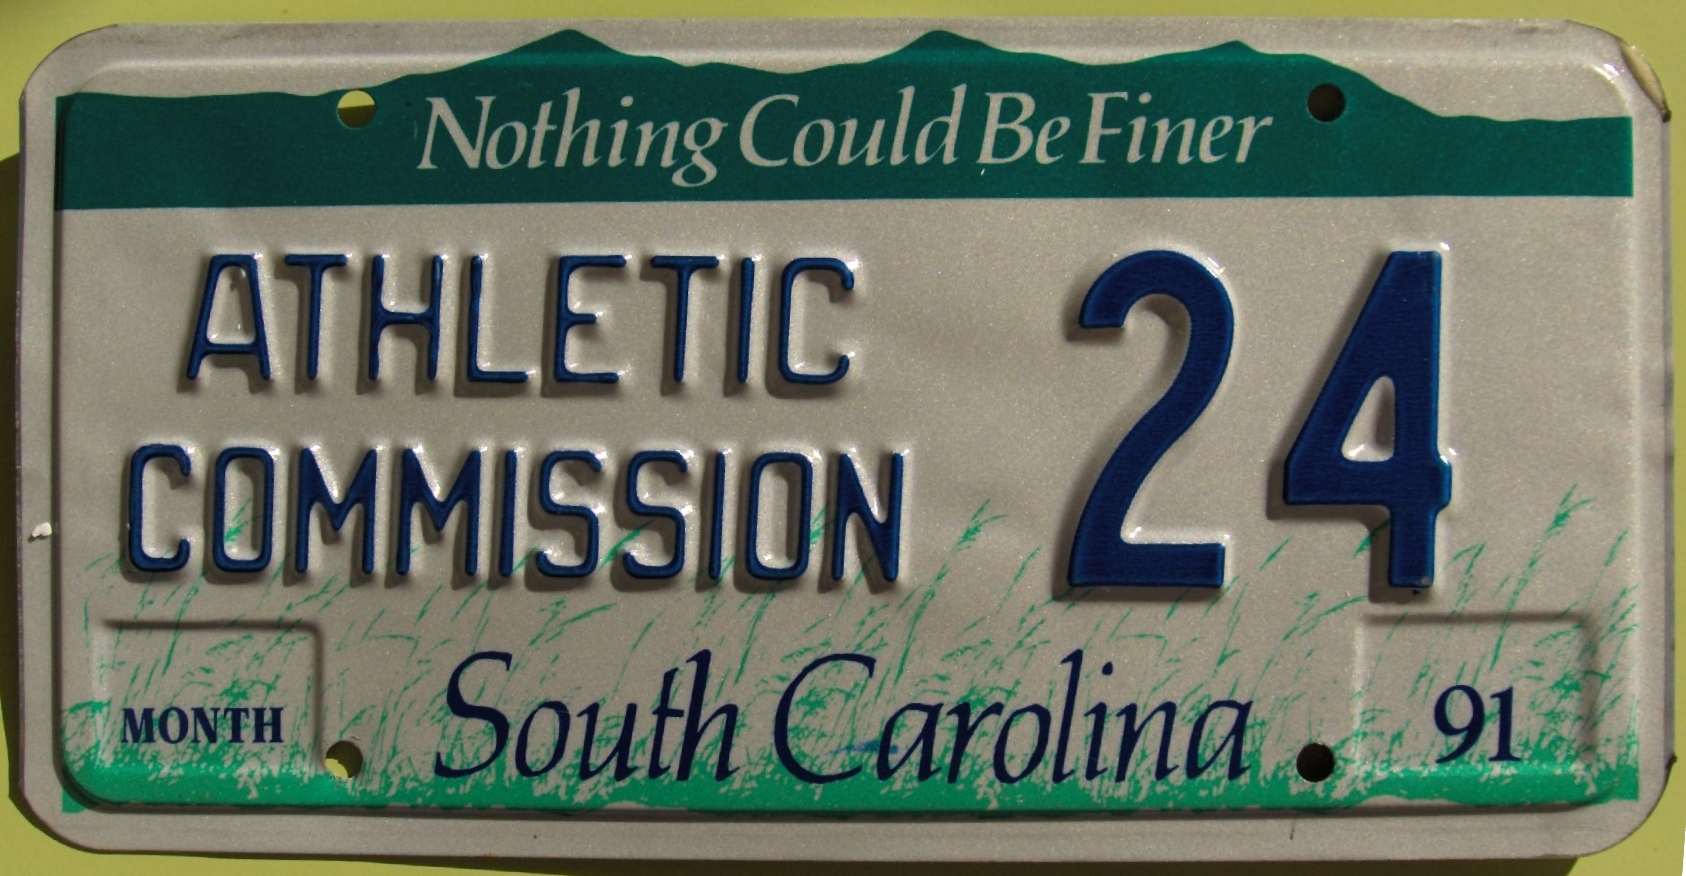 Nothing Could Be Finer
ATHLETIC
COMMISSION
24
MONTH
South Carolina
91